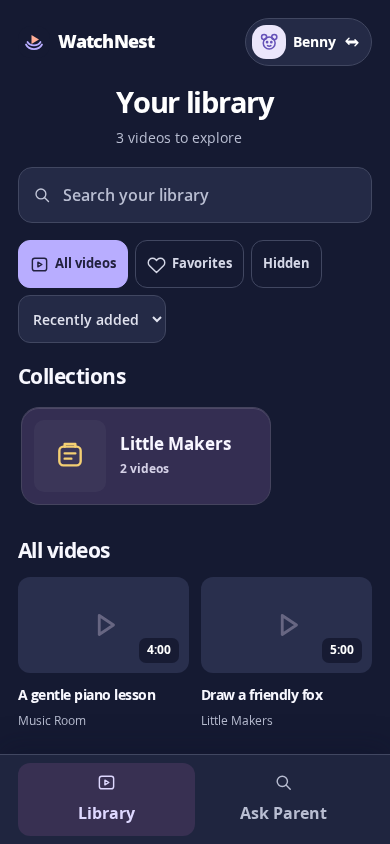 WatchNest
Benny
Your library
3 videos to explore
Search your library
All videos
Favorites
Hidden
Recently added
Collections
Little Makers
2 videos
All videos
4:00
5:00
A gentle piano lesson
Draw a friendly fox
Music Room
Little Makers
Library
Ask Parent